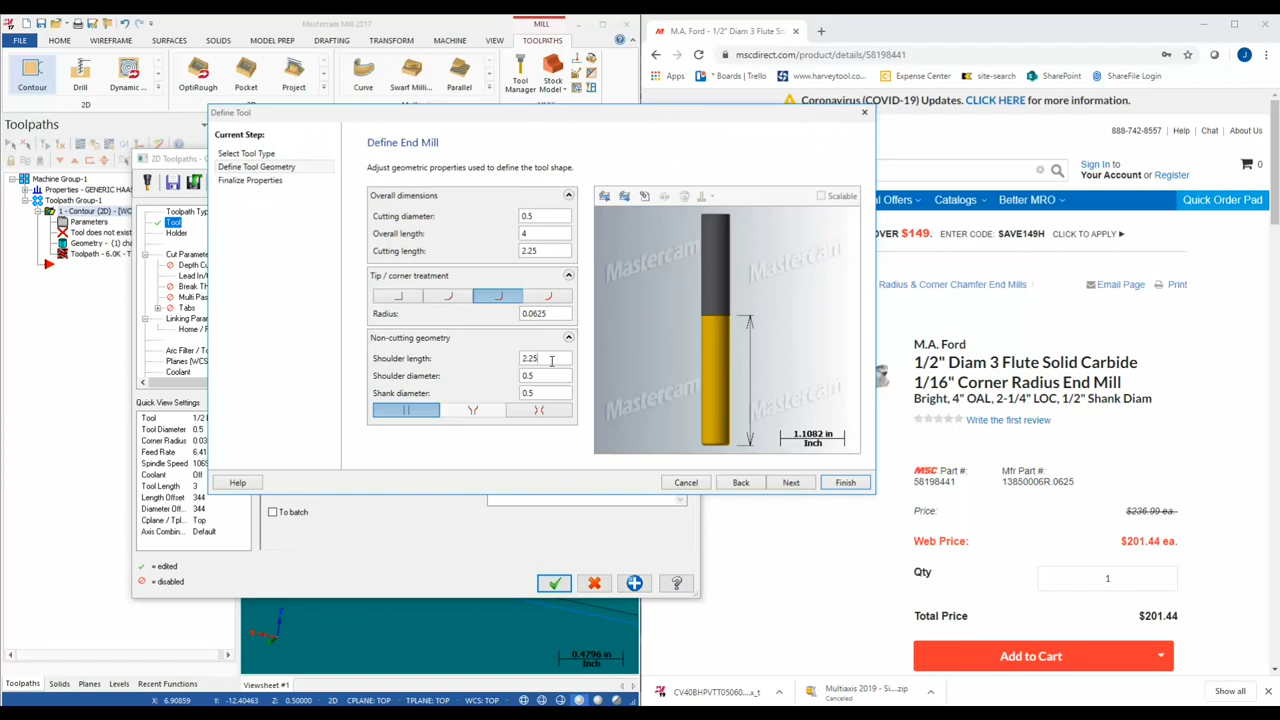 Mastercam Mill 2017
MILL
FILE
HOME
WIREFRAME
SURFACES
SOLIDS
MODEL PREP
DRAFTING
TRANSFORM
MACHINE
VIEW
TOOLPATHS
Contour
Drill
Dynamic ...
OptiRough
Pocket
Project
Curve
Swarf Mill...
Parallel
Tool Manager
Stock Model
2D
Toolpaths
Machine Group-1
Properties - GENERIC HAAS
Toolpath Group-1
1 - Contour (2D) - [WCS
Parameters
Tool does not exist
Geometry - (1) cha
Toolpath - 6.0K - T
2D Toolpaths - C
Toolpath Typ
Tool
Holder
Cut Parameter
Depth Cu
Lead In/
Break Th
Multi Pas
Tabs
Linking Param
Home / R
Arc Filter / To
Planes (WCS
Coolant
Quick View Settings
Tool 1/2 I
Tool Diameter 0.5
Corner Radius 0.03
Feed Rate 6.41
Spindle Speed 1069
Coolant Off
Tool Length 3
Length Offset 344
Diameter Off... 344
Cplane / Tpl... Top
Axis Combin... Default
= edited
= disabled
To batch
Define Tool
Current Step:
Select Tool Type
Define Tool Geometry
Finalize Properties
Define End Mill
Adjust geometric properties used to define the tool shape.
Overall dimensions
Cutting diameter: 0.5
Overall length: 4
Cutting length: 2.25
Tip / corner treatment
Radius: 0.0625
Non-cutting geometry
Shoulder length: 2.25
Shoulder diameter: 0.5
Shank diameter: 0.5
Scalable
Mastercam
Mastercam
Mastercam
Mastercam
1.1082 in
Inch
Help
Cancel
Back
Next
Finish
0.4796 in
Inch
Toolpaths
Solids
Planes
Levels
Recent Functions
Viewsheet #1
X: 6.90859
Y: -12.40463
Z: 0.50000
2D
CPLANE: TOP
TPLANE: TOP
WCS: TOP
M.A. Ford - 1/2" Diam 3 Flute Sol
mscdirect.com/product/details/58198441
Apps
* Boards | Trello
www.harveytool.co...
Expense Center
site-search
SharePoint
ShareFile Login
Coronavirus (COVID-19) Updates. CLICK HERE for more information.
888-742-8557 | Help | Chat | About Us
Sign In to
Your Account or Register
Cart
0
al Offers
Catalogs
Better MRO
Quick Order Pad
OVER $149. ENTER CODE: SAVE149H CLICK TO APPLY
Radius & Corner Chamfer End Mills /
Email Page | Print
M.A. Ford
1/2" Diam 3 Flute Solid Carbide
1/16" Corner Radius End Mill
Bright, 4" OAL, 2-1/4" LOC, 1/2" Shank Diam
Write the first review
MSC Part #:
58198441
Mfr Part #:
13850006R.0625
Price: $236.99 ea.
Web Price: $201.44 ea.
Qty
1
Total Price $201.44
Add to Cart
CV40BHPVTT05060....x_t
Multiaxis 2019 - Si....zip
Canceled
Show all